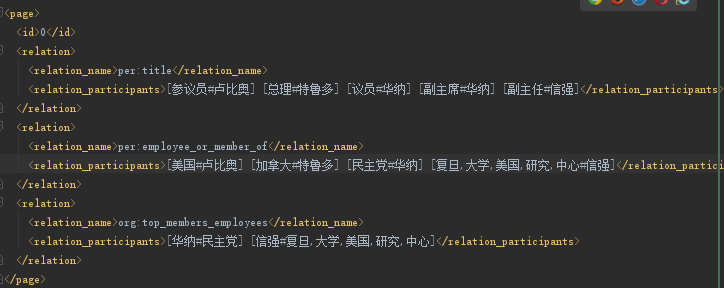 <page>
<id>0</id>
<relation>
<relation_name>per:title</relation_name>
<relation_participants>[参议员#卢比奥] [总理#特鲁多] [议员#华纳] [副主席#华纳] [副主任#信强]</relation_participants>
</relation>
<relation>
<relation_name>per:employee_or_member_of</relation_name>
<relation_participants>[美国#卢比奥] [加拿大#特鲁多] [民主党#华纳] [复旦,大学,美国,研究,中心#信强]</relation_partici
</relation>
<relation>
<relation_name>org:top_members_employees</relation_name>
<relation_participants>[华纳#民主党] [信强#复旦,大学,美国,研究,中心]</relation_participants>
</relation>
</page>